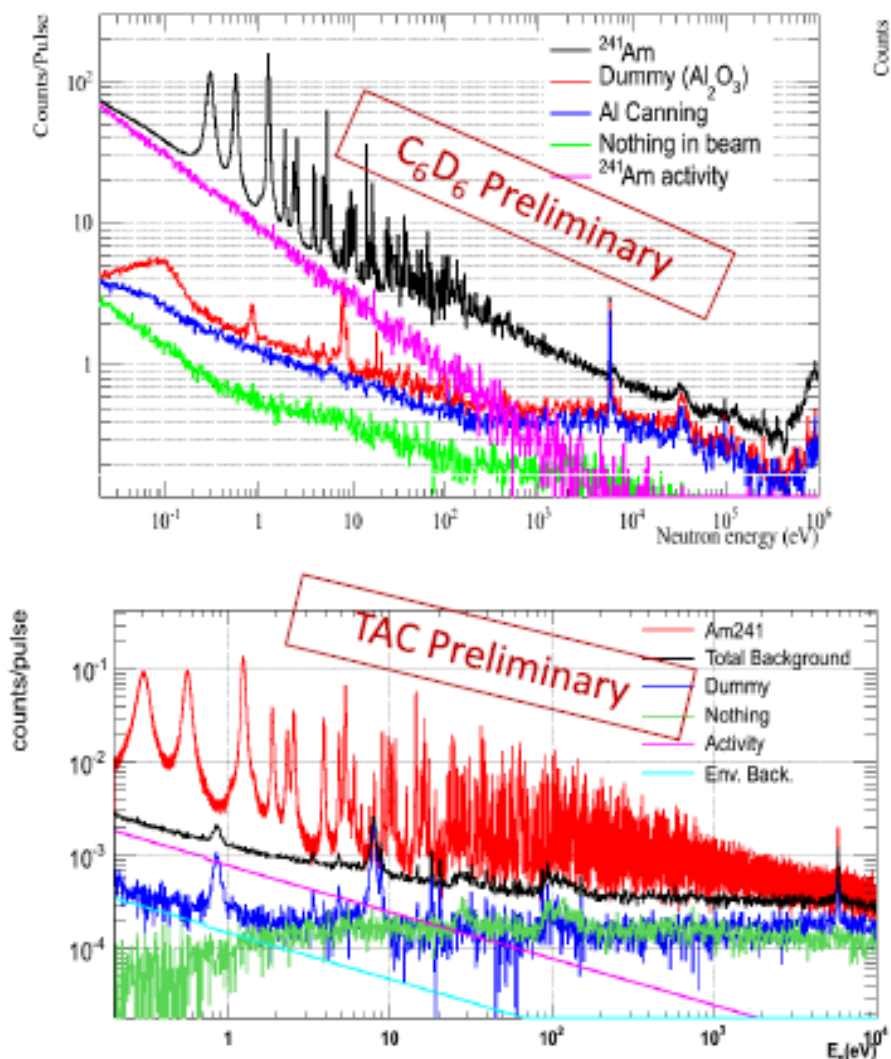 Counts/Pulse
10²
10
1
²⁴¹Am
Dummy (Al₂O₃)
Al Canning
Nothing in beam
²⁴¹Am activity
C₆D₆ Preliminary
Counts
10⁻¹ 1 10 10² 10³ 10⁴ 10⁵ 10⁶
Neutron energy (eV)
counts/pulse
10⁻¹
10⁻²
10⁻³
10⁻⁴
TAC Preliminary
Am241
Total Background
Dummy
Nothing
Activity
Env. Back.
1 10 10² 10³ 10⁴
Eₙ(eV)